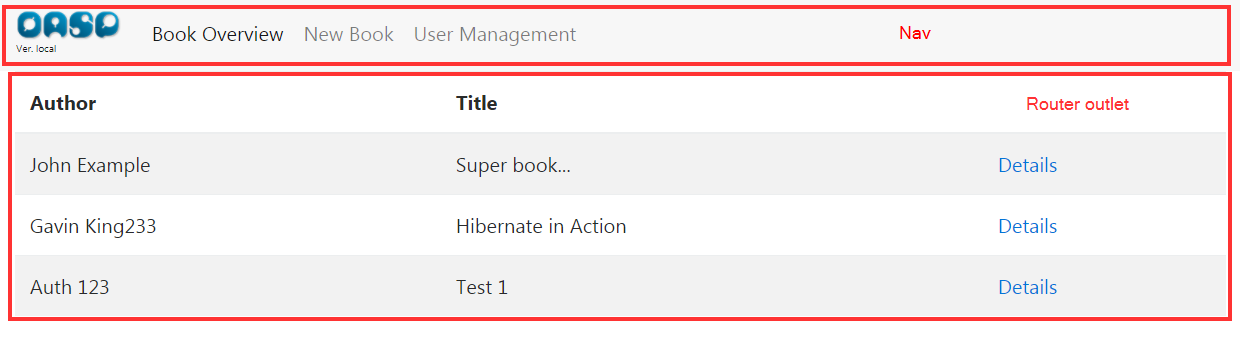 OASP
Ver. local
Book Overview New Book User Management Nav
Author Title Router outlet
John Example Super book... Details
Gavin King233 Hibernate in Action Details
Auth 123 Test 1 Details